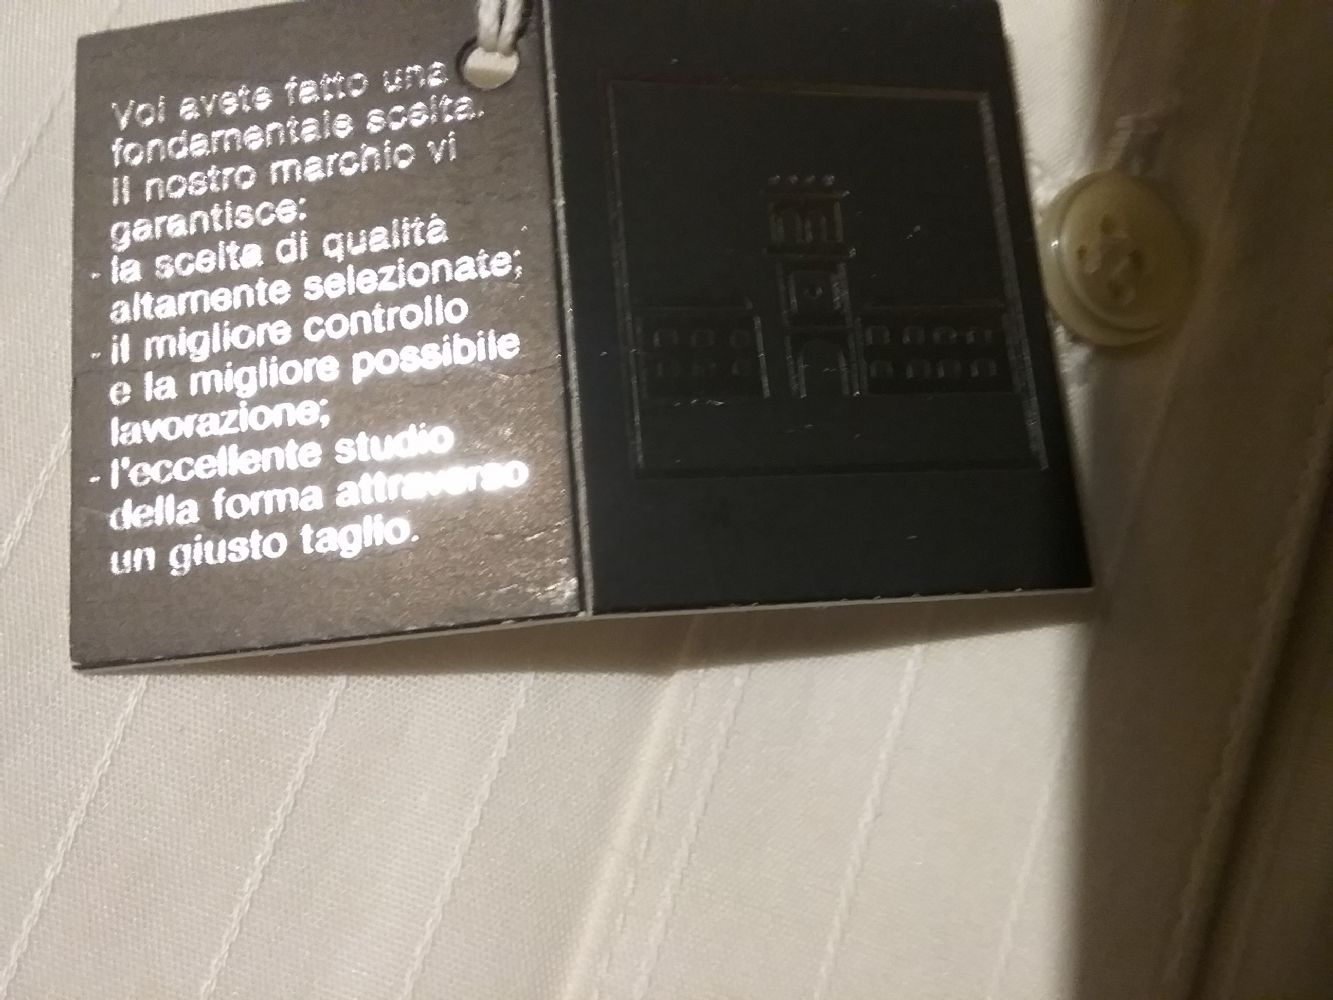 Voi avete fatto una
fondamentale scelta.
Il nostro marchio vi
garantisce:
- la scelta di qualità
altamente selezionate;
- il migliore controllo
e la migliore possibile
lavorazione;
- l'eccellente studio
della forma attraverso
un giusto taglio.